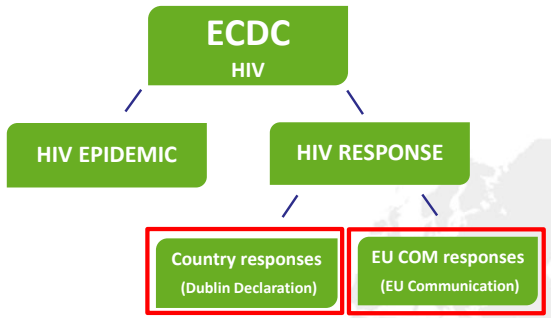 ECDC
HIV
HIV EPIDEMIC
HIV RESPONSE
Country responses
(Dublin Declaration)
EU COM responses
(EU Communication)